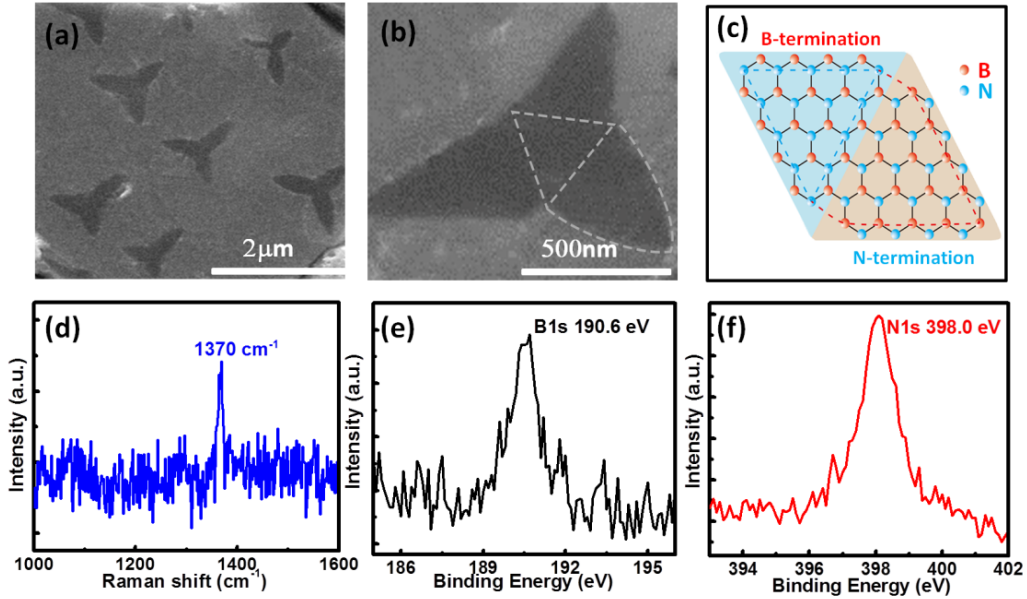 (a)
2μm
(b)
500nm
(c)
B-termination
B
N
N-termination
(d)
1370 cm⁻¹
Intensity (a.u.)
1000 1200 1400 1600
Raman shift (cm⁻¹)
(e)
B1s 190.6 eV
Intensity (a.u.)
186 189 192 195
Binding Energy (eV)
(f)
N1s 398.0 eV
Intensity (a.u.)
394 396 398 400 402
Binding Energy (eV)